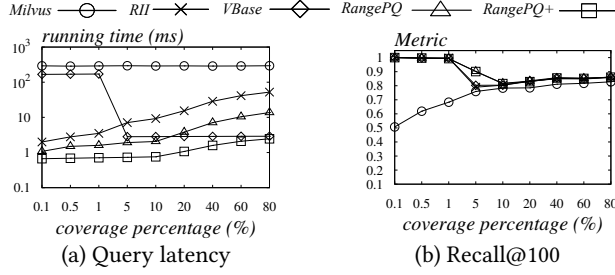 Milvus RII VBase RangePQ RangePQ+
running time (ms)
10³
10²
10
1
0.1
0.1 0.5 1 5 10 20 40 60 80
coverage percentage (%)
(a) Query latency
Metric
1
0.9
0.8
0.7
0.6
0.5
0.4
0.3
0.2
0.1
0.1 0.5 1 5 10 20 40 60 80
coverage percentage (%)
(b) Recall@100